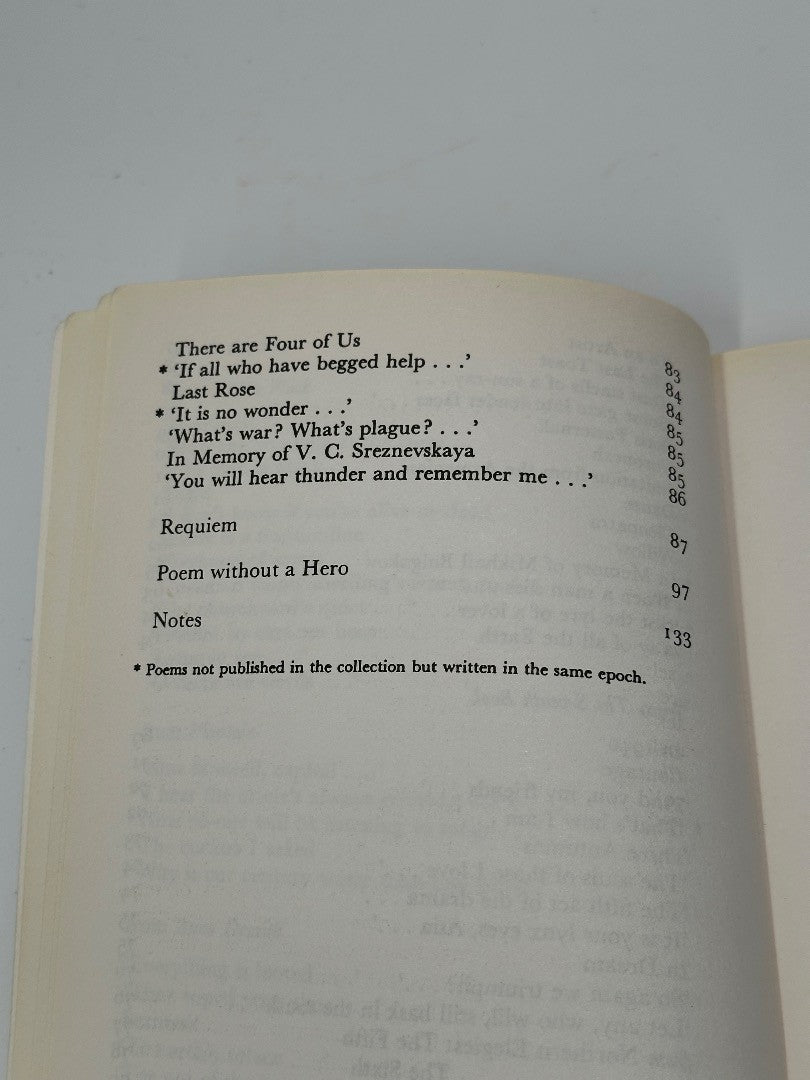 There are Four of Us 83
* ‘If all who have begged help . . .’ 84
Last Rose 84
* ‘It is no wonder . . .’ 85
‘What's war? What's plague? . . .’ 85
In Memory of V. C. Sreznevskaya 85
‘You will hear thunder and remember me . . .’ 86
Requiem 87
Poem without a Hero 97
Notes 133
* Poems not published in the collection but written in the same epoch.